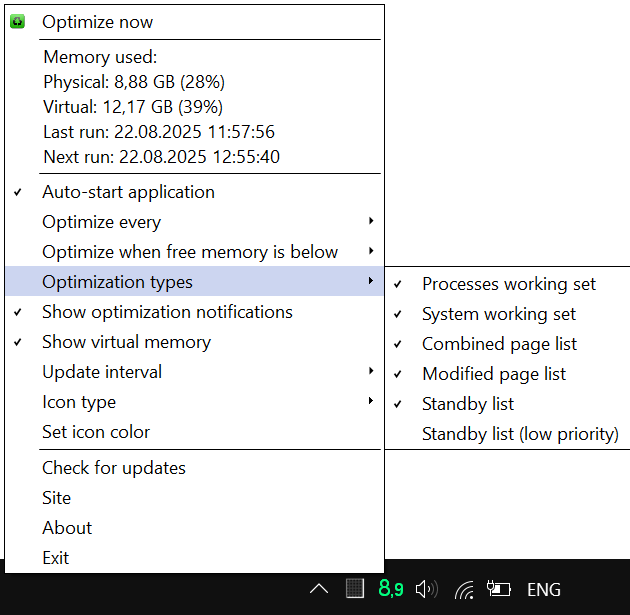 Optimize now
Memory used:
Physical: 8,88 GB (28%)
Virtual: 12,17 GB (39%)
Last run: 22.08.2025 11:57:56
Next run: 22.08.2025 12:55:40
Auto-start application
Optimize every
Optimize when free memory is below
Optimization types
Show optimization notifications
Show virtual memory
Update interval
Icon type
Set icon color
Check for updates
Site
About
Exit
Processes working set
System working set
Combined page list
Modified page list
Standby list
Standby list (low priority)
8,9
ENG